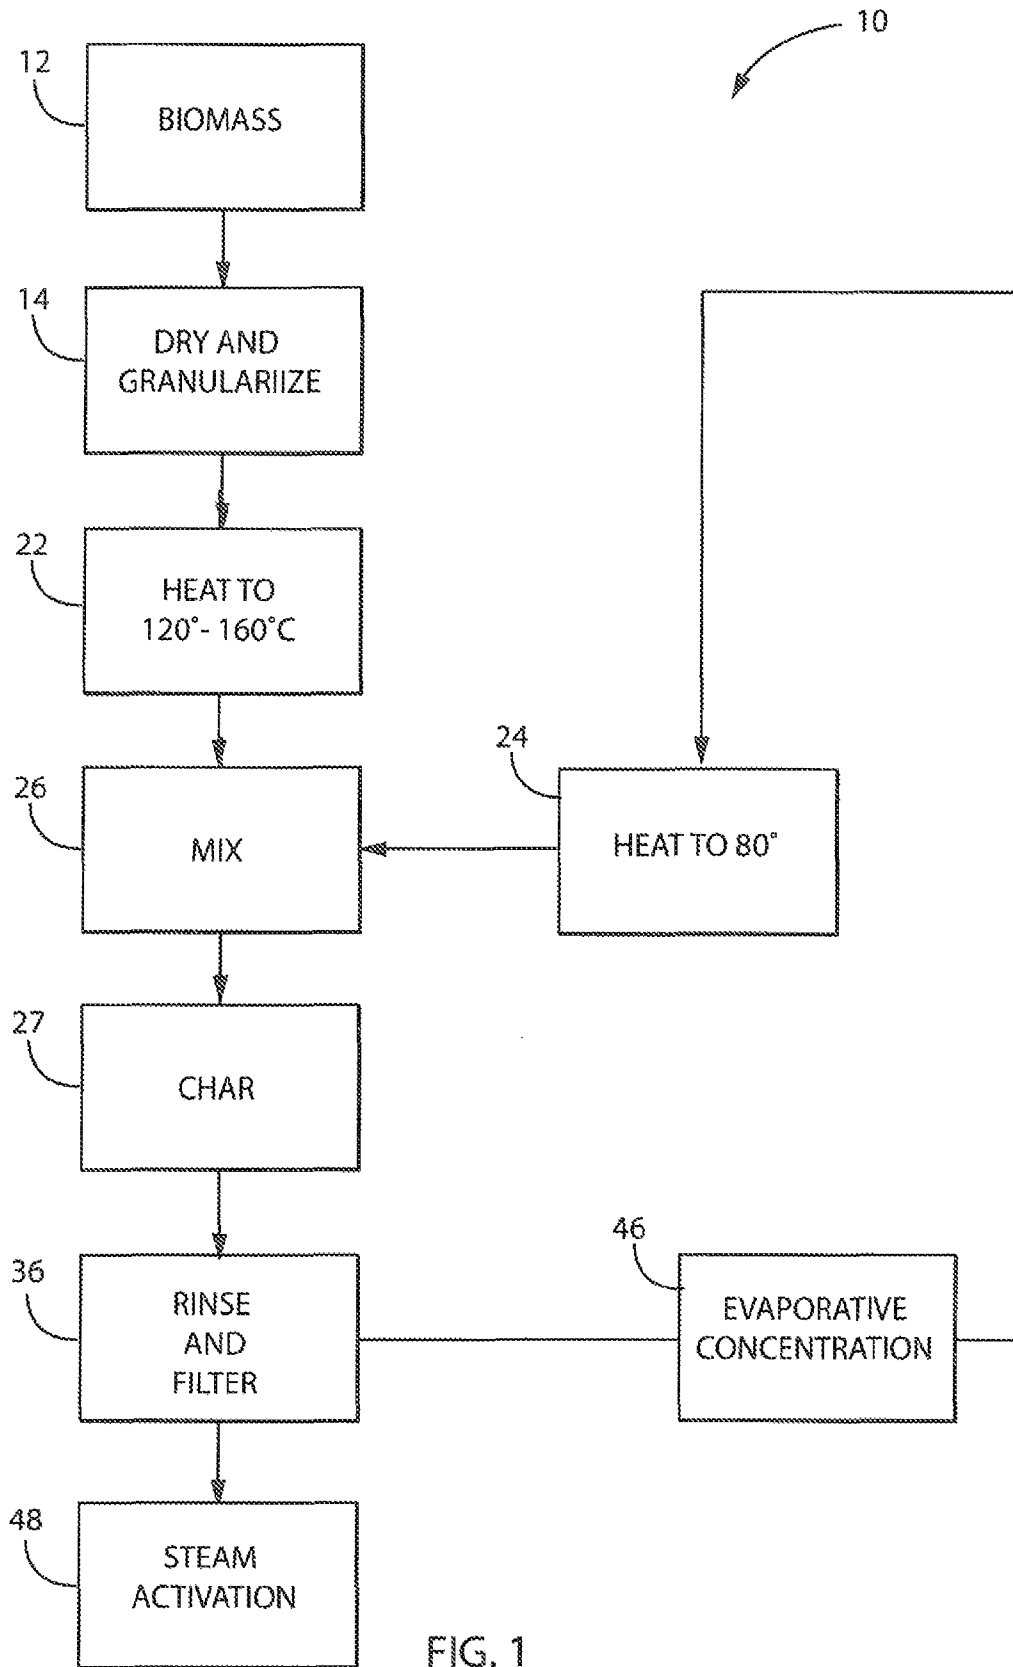 10
12
BIOMASS
14
DRY AND
GRANULARIIZE
22
HEAT TO
120°- 160°C
24
26
MIX
HEAT TO 80°
27
CHAR
46
36
RINSE
AND
FILTER
EVAPORATIVE
CONCENTRATION
48
STEAM
ACTIVATION
FIG. 1